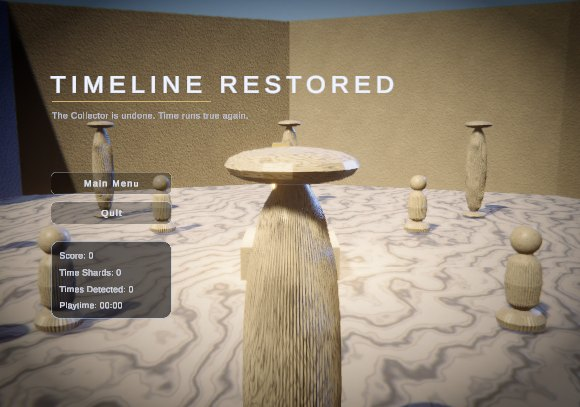 TIMELINE RESTORED
The Collector is undone. Time runs true again.
Main Menu
Quit
Score: 0
Time Shards: 0
Times Detected: 0
Playtime: 00:00